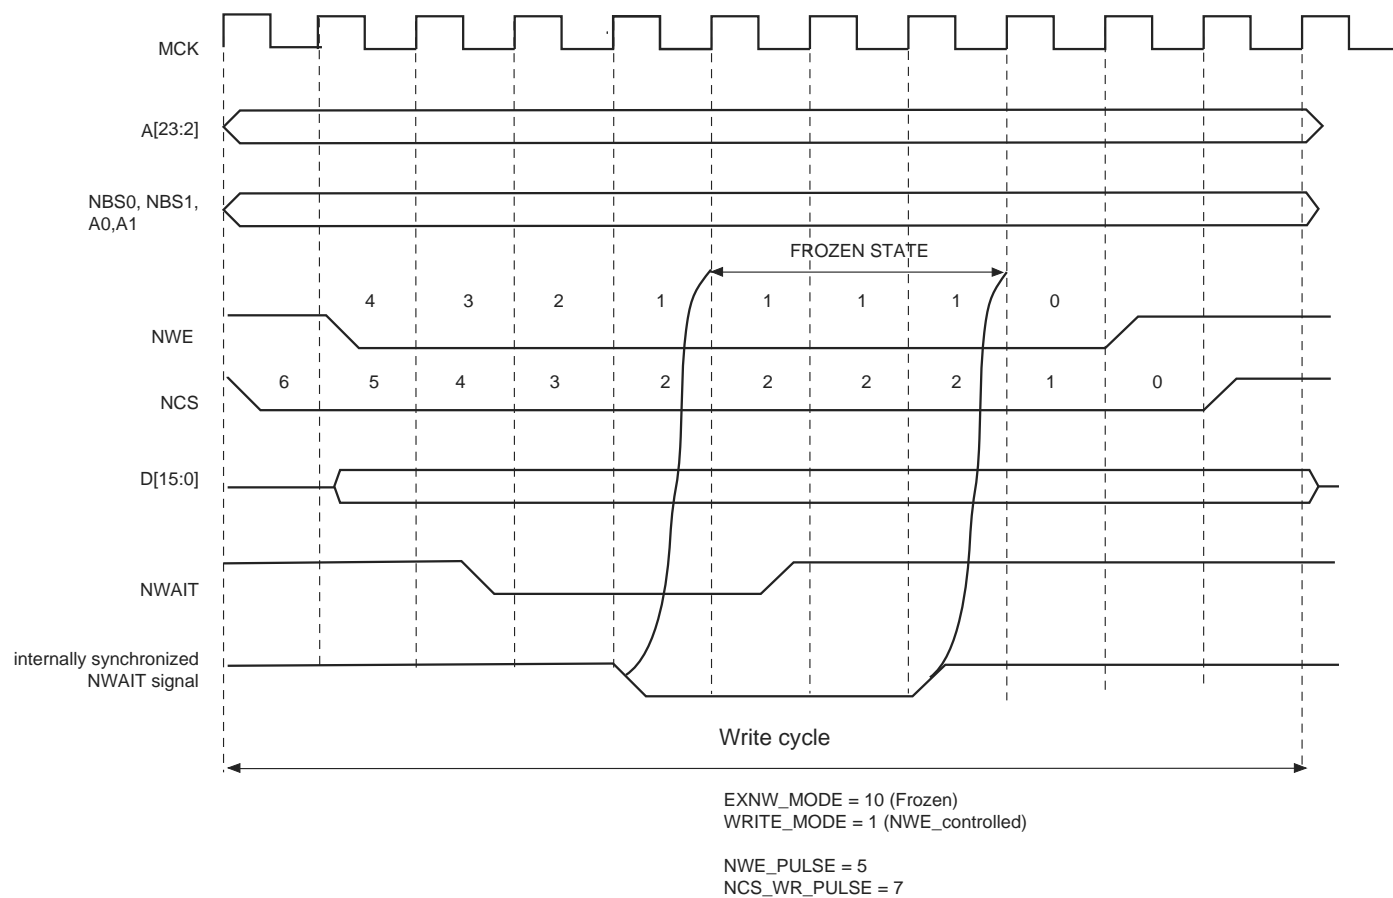 MCK
A[23:2]
NBS0, NBS1,
A0,A1
FROZEN STATE
4 3 2 1 1 1 1 0
NWE
6 5 4 3 2 2 2 2 1 0
NCS
D[15:0]
NWAIT
internally synchronized
NWAIT signal
Write cycle
EXNW_MODE = 10 (Frozen)
WRITE_MODE = 1 (NWE_controlled)
NWE_PULSE = 5
NCS_WR_PULSE = 7